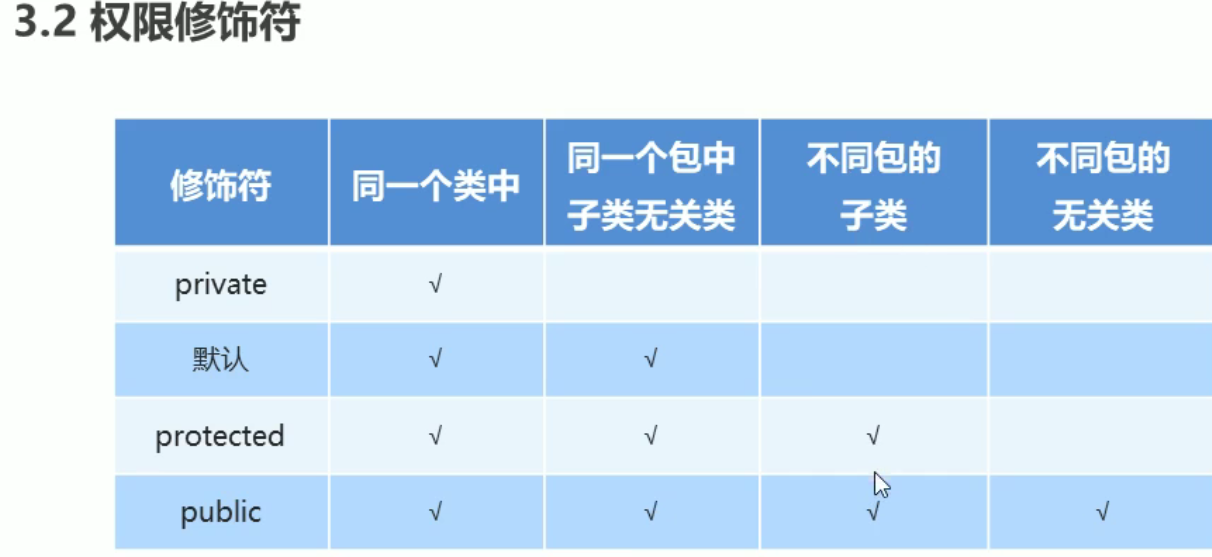 3.2 权限修饰符
修饰符 同一个类中 同一个包中 不同包的 不同包的
子类无关类 子类 无关类
private √
默认 √ √
protected √ √ √
public √ √ √ √